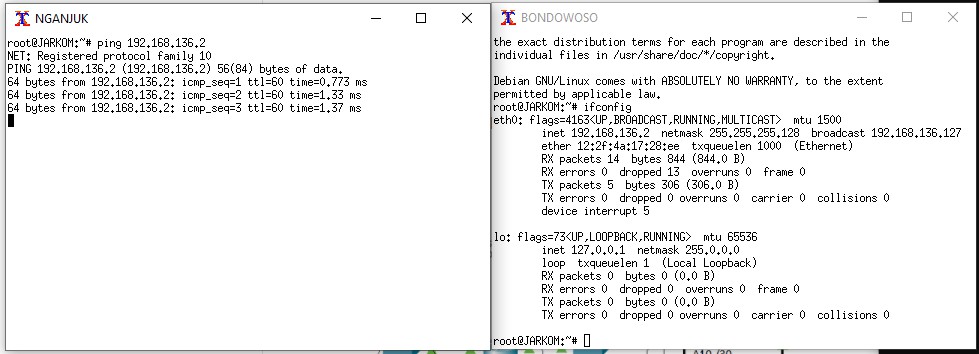 NGANJUK
root@JARKOM:~# ping 192.168.136.2
NET: Registered protocol family 10
PING 192.168.136.2 (192.168.136.2) 56(84) bytes of data.
64 bytes from 192.168.136.2: icmp_seq=1 ttl=60 time=0.773 ms
64 bytes from 192.168.136.2: icmp_seq=2 ttl=60 time=1.33 ms
64 bytes from 192.168.136.2: icmp_seq=3 ttl=60 time=1.37 ms
BONDOWOSO
the exact distribution terms for each program are described in the
individual files in /usr/share/doc/*/copyright.
Debian GNU/Linux comes with ABSOLUTELY NO WARRANTY, to the extent
permitted by applicable law.
root@JARKOM:~# ifconfig
eth0: flags=4163<UP,BROADCAST,RUNNING,MULTICAST>  mtu 1500
inet 192.168.136.2  netmask 255.255.255.128  broadcast 192.168.136.127
ether 12:2f:4a:17:28:ee  txqueuelen 1000  (Ethernet)
RX packets 14  bytes 844 (844.0 B)
RX errors 0  dropped 13  overruns 0  frame 0
TX packets 5  bytes 306 (306.0 B)
TX errors 0  dropped 0 overruns 0  carrier 0  collisions 0
device interrupt 5
lo: flags=73<UP,LOOPBACK,RUNNING>  mtu 65536
inet 127.0.0.1  netmask 255.0.0.0
loop  txqueuelen 1  (Local Loopback)
RX packets 0  bytes 0 (0.0 B)
RX errors 0  dropped 0  overruns 0  frame 0
TX packets 0  bytes 0 (0.0 B)
TX errors 0  dropped 0 overruns 0  carrier 0  collisions 0
root@JARKOM:~#